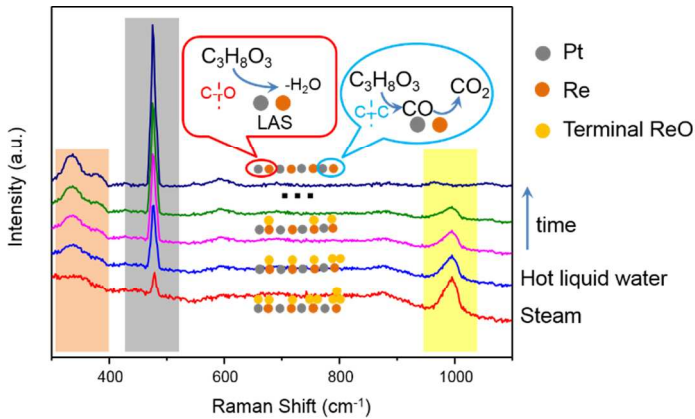 C3H8O3
-H2O
C-O
LAS
C3H8O3
CO2
C-C
CO
Pt
Re
Terminal ReO
time
Hot liquid water
Steam
Intensity (a.u.)
400
600
800
1000
Raman Shift (cm-1)